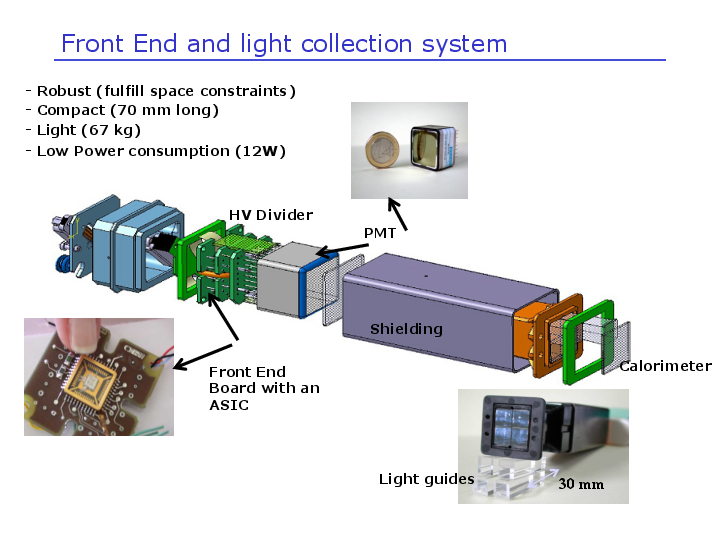 Front End and light collection system
- Robust (fulfill space constraints)
- Compact (70 mm long)
- Light (67 kg)
- Low Power consumption (12W)
HV Divider
PMT
Shielding
Calorimeter
Front End
Board with an
ASIC
Light guides
30 mm